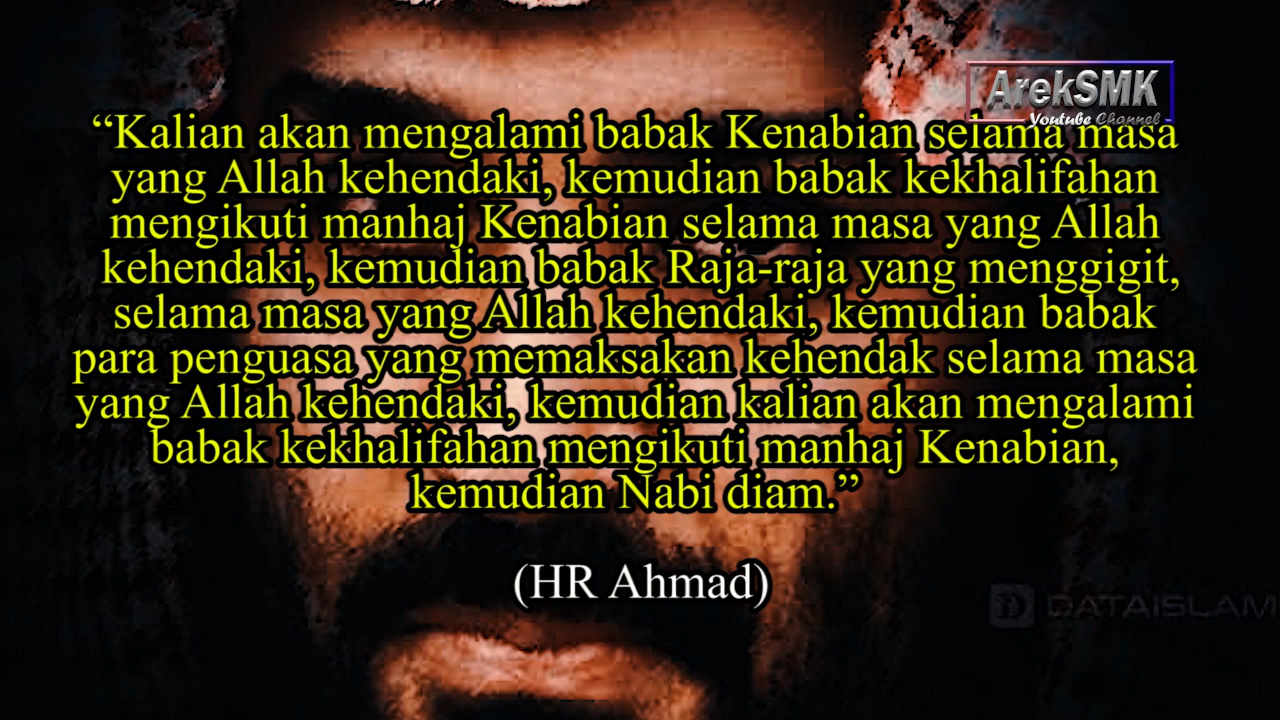 ArekSMK
Youtube Channel
“Kalian akan mengalami babak Kenabian selama masa
yang Allah kehendaki, kemudian babak kekhalifahan
mengikuti manhaj Kenabian selama masa yang Allah
kehendaki, kemudian babak Raja-raja yang menggigit,
selama masa yang Allah kehendaki, kemudian babak
para penguasa yang memaksakan kehendak selama masa
yang Allah kehendaki, kemudian kalian akan mengalami
babak kekhalifahan mengikuti manhaj Kenabian,
kemudian Nabi diam.”
(HR Ahmad)
DATAISLAM